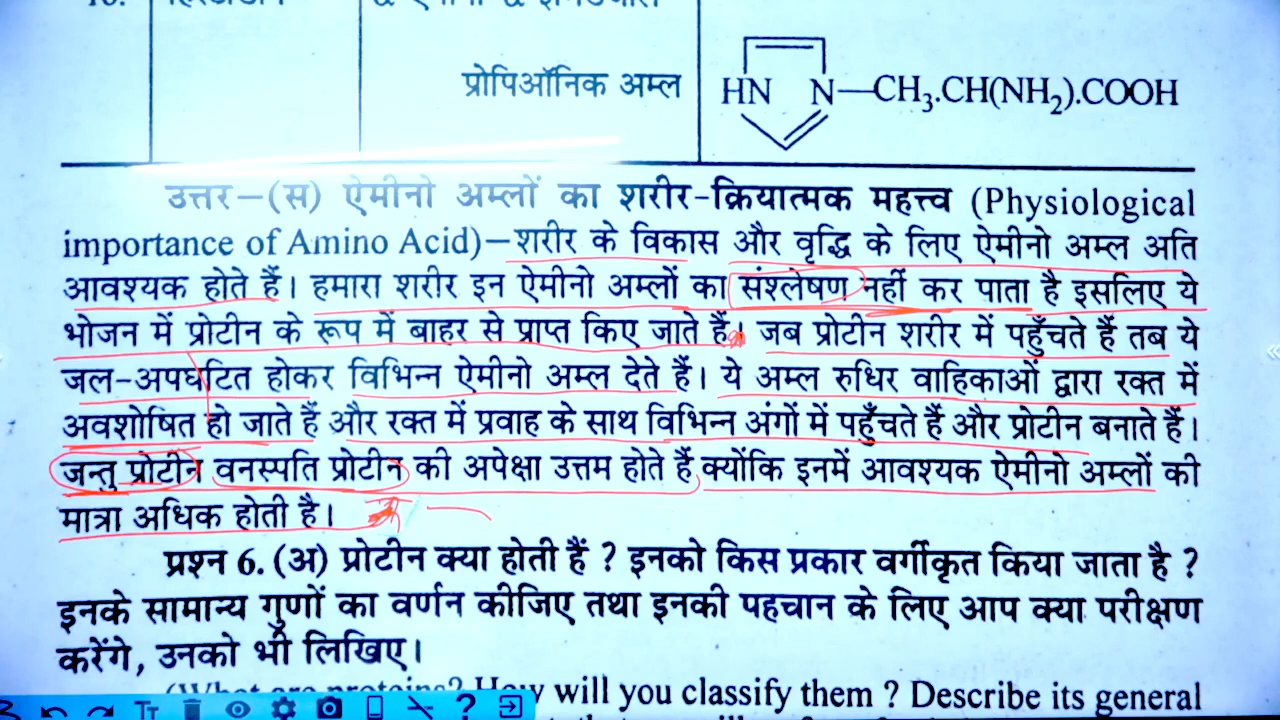 प्रोपिऑनिक अम्ल HN N—CH₃.CH(NH₂).COOH
उत्तर–(स) ऐमीनो अम्लों का शरीर-क्रियात्मक महत्त्व (Physiological
importance of Amino Acid)–शरीर के विकास और वृद्धि के लिए ऐमीनो अम्ल अति
आवश्यक होते हैं। हमारा शरीर इन ऐमीनो अम्लों का संश्लेषण नहीं कर पाता है इसलिए ये
भोजन में प्रोटीन के रूप में बाहर से प्राप्त किए जाते हैं। जब प्रोटीन शरीर में पहुँचते हैं तब ये
जल-अपघटित होकर विभिन्न ऐमीनो अम्ल देते हैं। ये अम्ल रुधिर वाहिकाओं द्वारा रक्त में
अवशोषित हो जाते हैं और रक्त में प्रवाह के साथ विभिन्न अंगों में पहुँचते हैं और प्रोटीन बनाते हैं।
जन्तु प्रोटीन वनस्पति प्रोटीन की अपेक्षा उत्तम होते हैं क्योंकि इनमें आवश्यक ऐमीनो अम्लों की
मात्रा अधिक होती है।
प्रश्न 6. (अ) प्रोटीन क्या होती हैं ? इनको किस प्रकार वर्गीकृत किया जाता है ?
इनके सामान्य गुणों का वर्णन कीजिए तथा इनकी पहचान के लिए आप क्या परीक्षण
करेंगे, उनको भी लिखिए।
(What are proteins? How will you classify them ? Describe its general